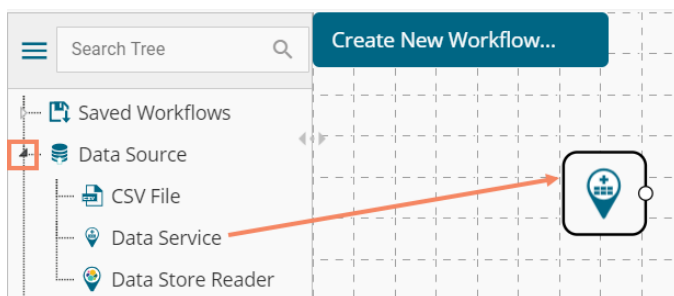 Search Tree
Create New Workflow...
Saved Workflows
Data Source
CSV File
Data Service
Data Store Reader